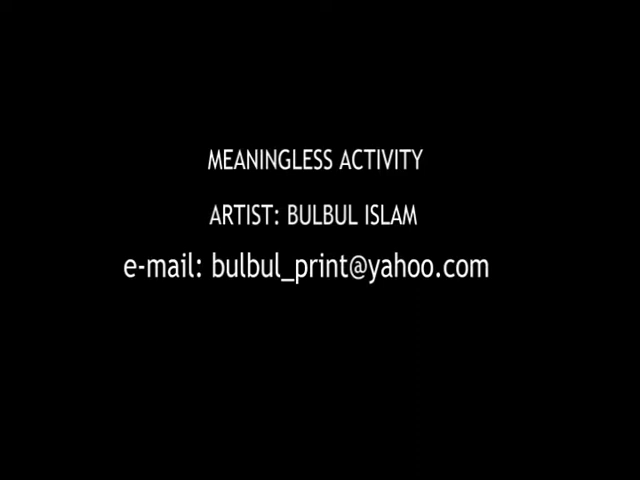 MEANINGLESS ACTIVITY
ARTIST: BULBUL ISLAM
e-mail: bulbul_print@yahoo.com